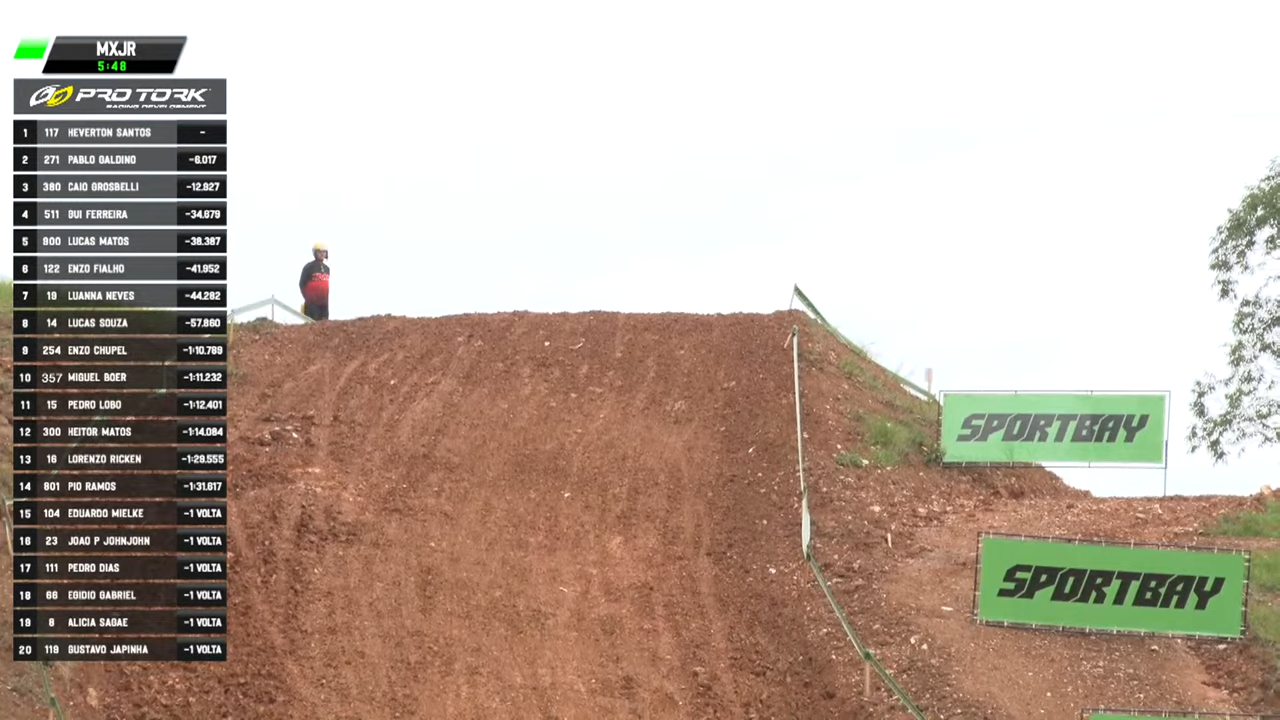 MXJR
5:48
PRO TORK
RACING DEVELOPMENT
1 117 HEVERTON SANTOS -
2 271 PABLO GALDINO -6.017
3 380 CAIO GROSBELLI -12.927
4 511 GUI FERREIRA -34.679
5 900 LUCAS MATOS -38.387
6 122 ENZO FIALHO -41.952
7 19 LUANNA NEVES -44.282
8 14 LUCAS SOUZA -57.860
9 254 ENZO CHUPEL -1:10.789
10 357 MIGUEL BOER -1:11.232
11 15 PEDRO LOBO -1:12.401
12 300 HEITOR MATOS -1:14.084
13 16 LORENZO RICKEN -1:29.555
14 801 PIO RAMOS -1:31.617
15 104 EDUARDO MIELKE -1 VOLTA
16 23 JOAO P JOHNJOHN -1 VOLTA
17 111 PEDRO DIAS -1 VOLTA
18 66 EGIDIO GABRIEL -1 VOLTA
19 8 ALICIA SAGAE -1 VOLTA
20 119 GUSTAVO JAPINHA -1 VOLTA
SPORTBAY
SPORTBAY